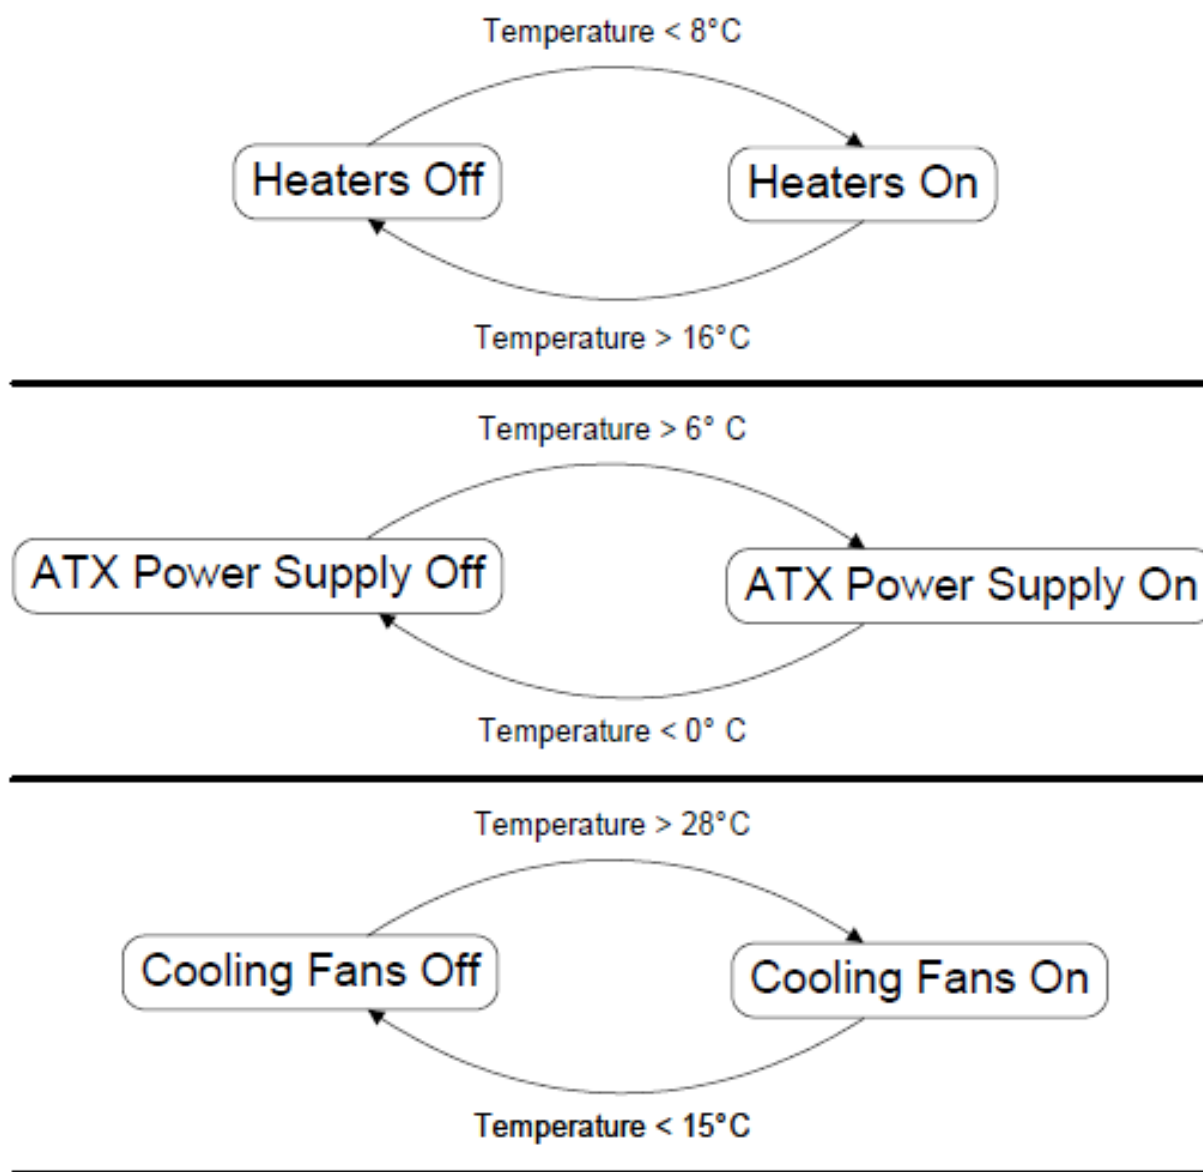 Temperature < 8°C
Heaters Off
Heaters On
Temperature > 16°C
Temperature > 6° C
ATX Power Supply Off
ATX Power Supply On
Temperature < 0° C
Temperature > 28°C
Cooling Fans Off
Cooling Fans On
Temperature < 15°C